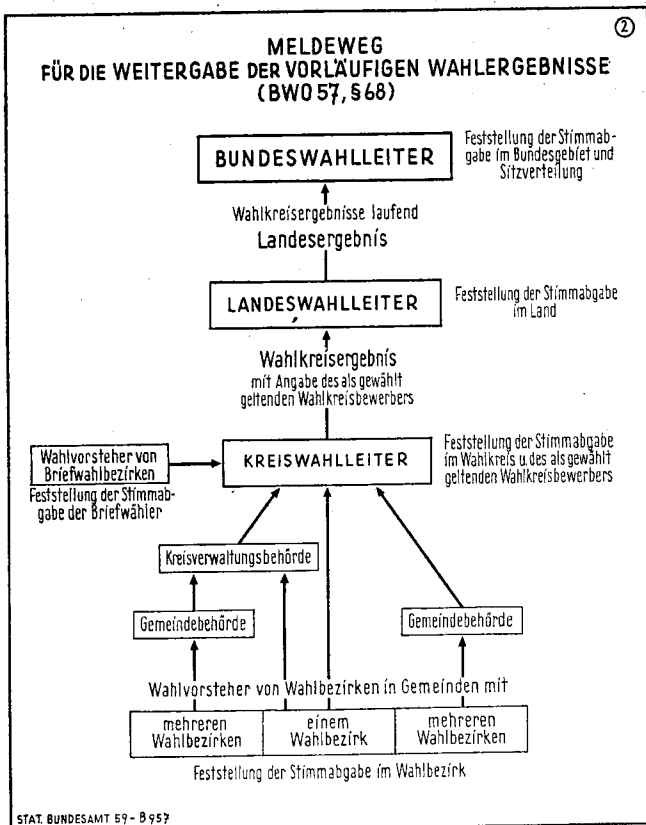 ②
MELDEWEG
FÜR DIE WEITERGABE DER VORLÄUFIGEN WAHLERGEBNISSE
(BWO 57, § 68)
BUNDESWAHLLEITER
Feststellung der Stimmab-
gabe im Bundesgebiet und
Sitzverteilung
Wahlkreisergebnisse laufend
Landesergebnis
LANDESWAHLLEITER
Feststellung der Stimmabgabe
im Land
Wahlkreisergebnis
mit Angabe des als gewählt
geltenden Wahlkreisbewerbers
Wahlvorsteher von
Briefwahlbezirken
Feststellung der Stimmab-
gabe der Briefwähler
KREISWAHLLEITER
Feststellung der Stimmabgabe
im Wahlkreis u. des als gewählt
geltenden Wahlkreisbewerbers
Kreisverwaltungsbehörde
Gemeindebehörde
Gemeindebehörde
Wahlvorsteher von Wahlbezirken in Gemeinden mit
mehreren
Wahlbezirken
einem
Wahlbezirk
mehreren
Wahlbezirken
Feststellung der Stimmabgabe im Wahlbezirk
STAT. BUNDESAMT 59 - B 957